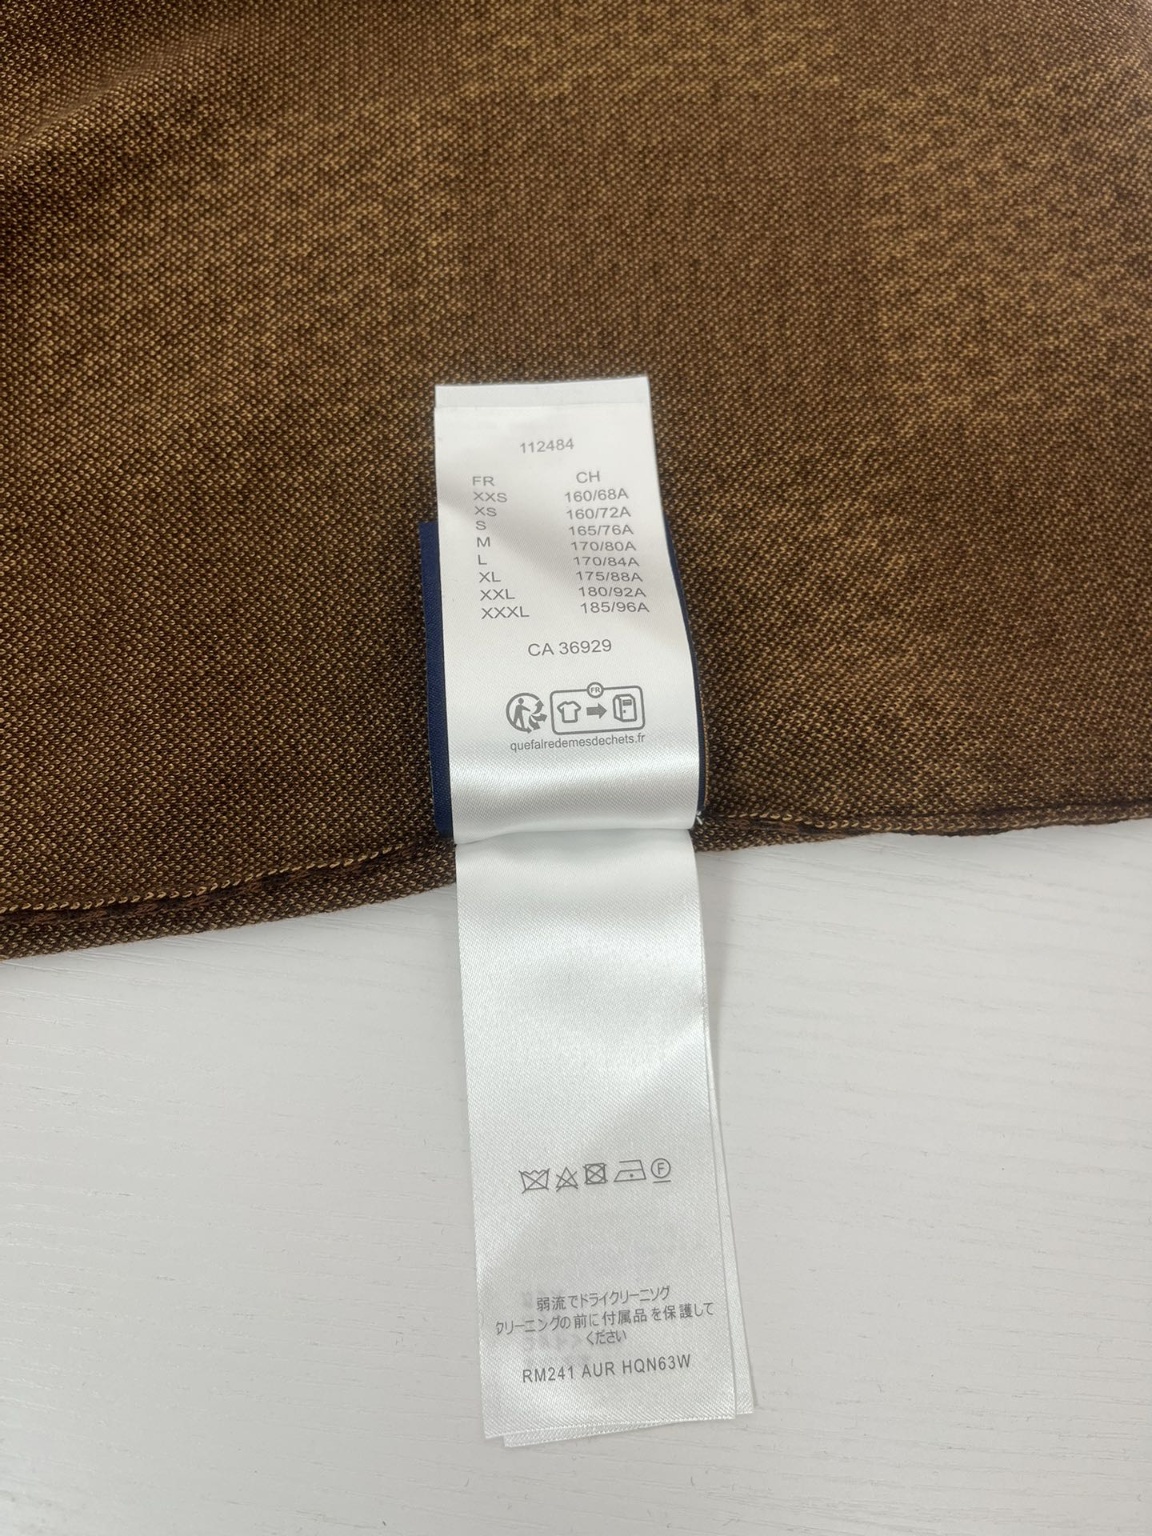 112484
FR CH
XXS 160/68A
XS 160/72A
S 165/76A
M 170/80A
L 170/84A
XL 175/88A
XXL 180/92A
XXXL 185/96A
CA 36929
FR
quefairedemesdechets.fr
F
弱流でドライクリーニソグ
クリーニングの前に付属品を保護して
ください
RM241 AUR HQN63W